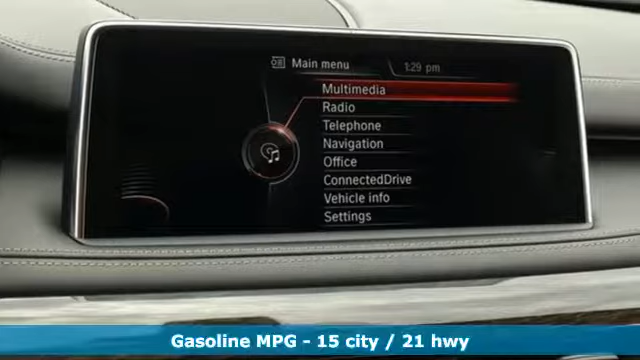 Main menu
1:29 pm
Multimedia
Radio
Telephone
Navigation
Office
ConnectedDrive
Vehicle info
Settings
Gasoline MPG - 15 city / 21 hwy